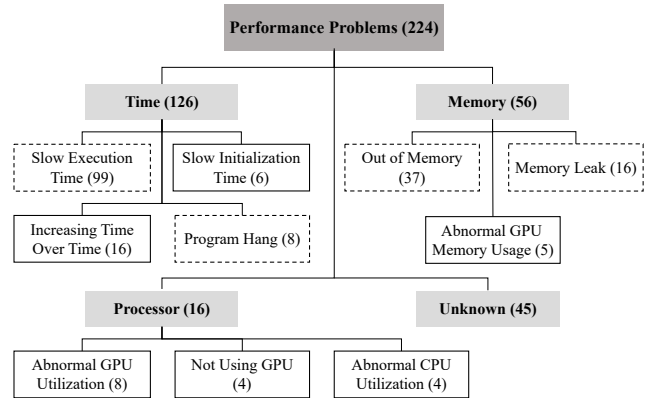 Performance Problems (224)
Time (126)
Memory (56)
Slow Execution
Time (99)
Slow Initialization
Time (6)
Out of Memory
(37)
Memory Leak (16)
Increasing Time
Over Time (16)
Program Hang (8)
Abnormal GPU
Memory Usage (5)
Processor (16)
Unknown (45)
Abnormal GPU
Utilization (8)
Not Using GPU
(4)
Abnormal CPU
Utilization (4)